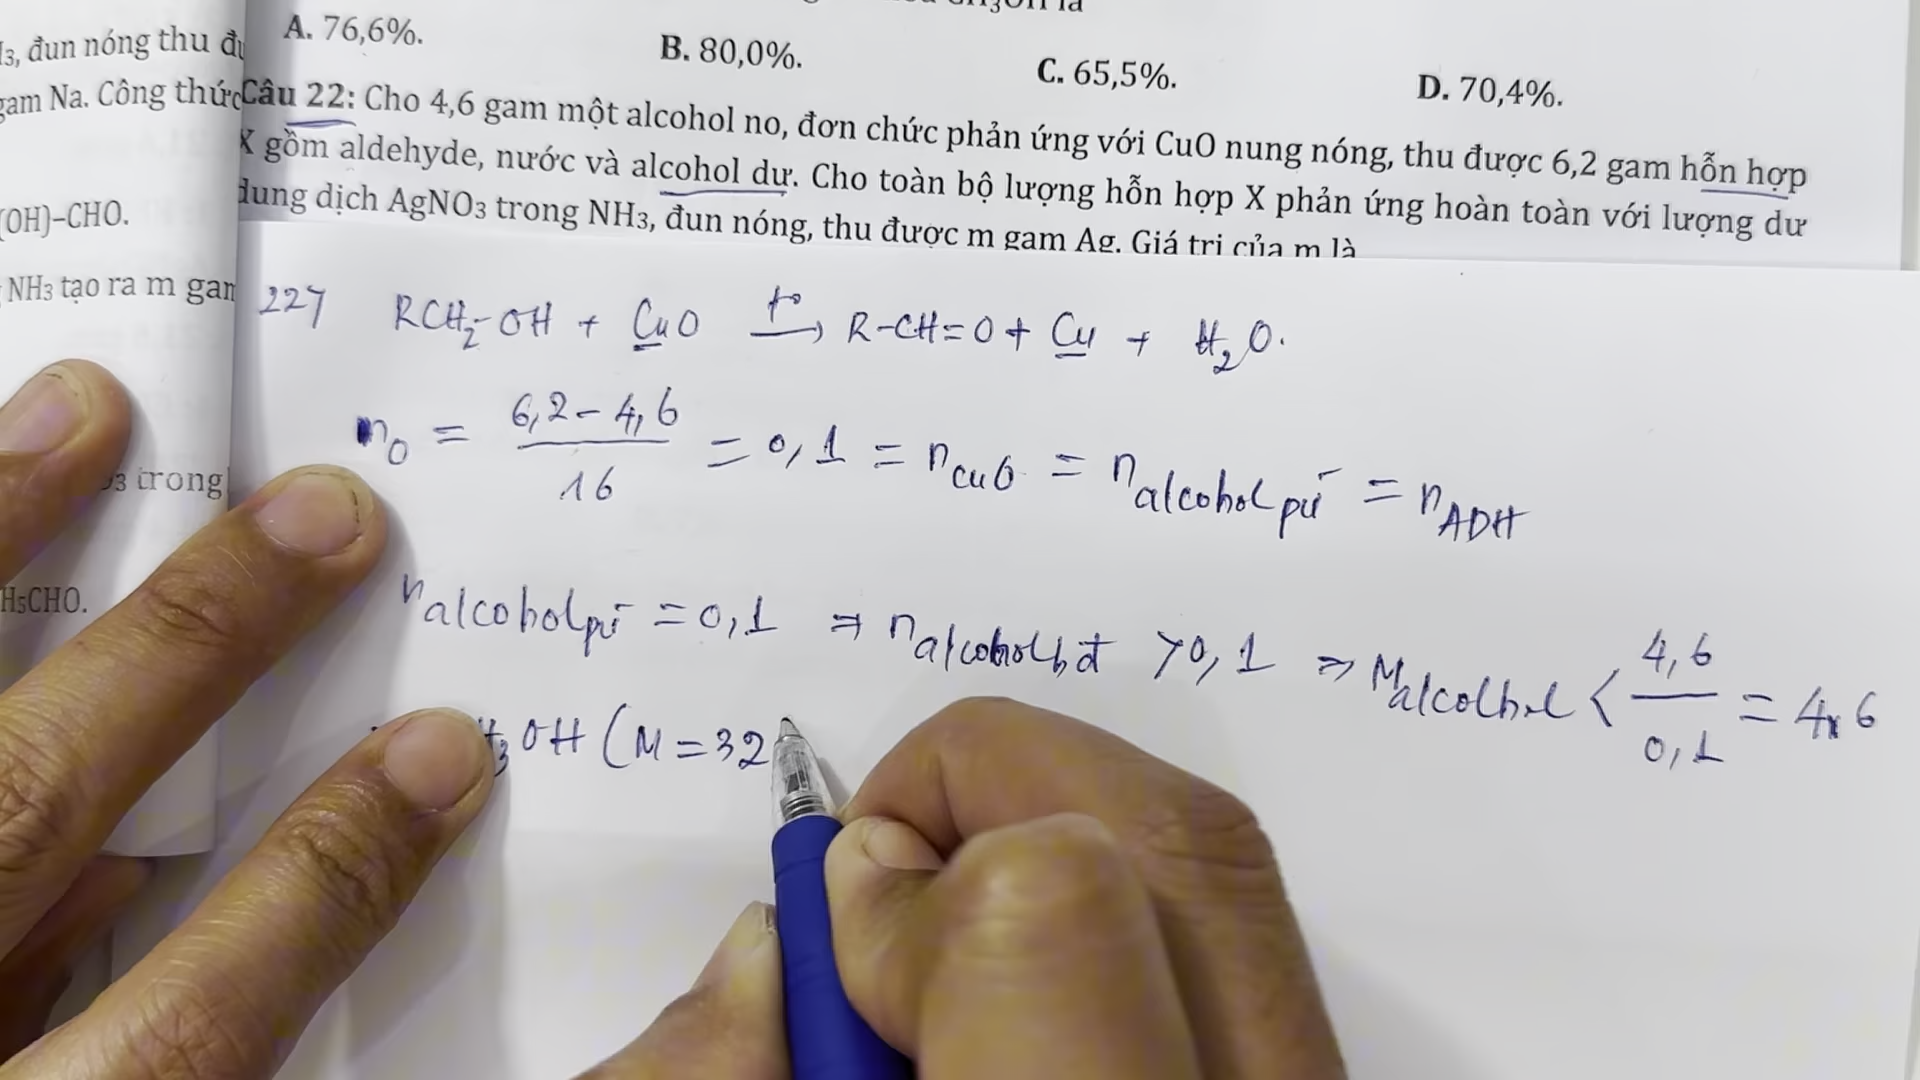 CH₃OH là
A. 76,6%. B. 80,0%. C. 65,5%. D. 70,4%.
Câu 22: Cho 4,6 gam một alcohol no, đơn chức phản ứng với CuO nung nóng, thu được 6,2 gam hỗn hợp
X gồm aldehyde, nước và alcohol dư. Cho toàn bộ lượng hỗn hợp X phản ứng hoàn toàn với lượng dư
dung dịch AgNO3 trong NH3, đun nóng, thu được m gam Ag. Giá trị của m là
3, đun nóng thu
gam Na. Công thức
(OH)–CHO.
NH3 tạo ra m gam
3 trong
H5CHO.
22/ RCH₂-OH + CuO t° → R-CH=O + Cu + H₂O.
nO = (6,2 - 4,6)/16 = 0,1 = nCuO = nalcohol pứ = nADH
nalcohol pứ = 0,1 ⇒ nalcohol bđ > 0,1 ⇒ Malcolhol < 4,6/0,1 = 46
H₃OH (M = 32